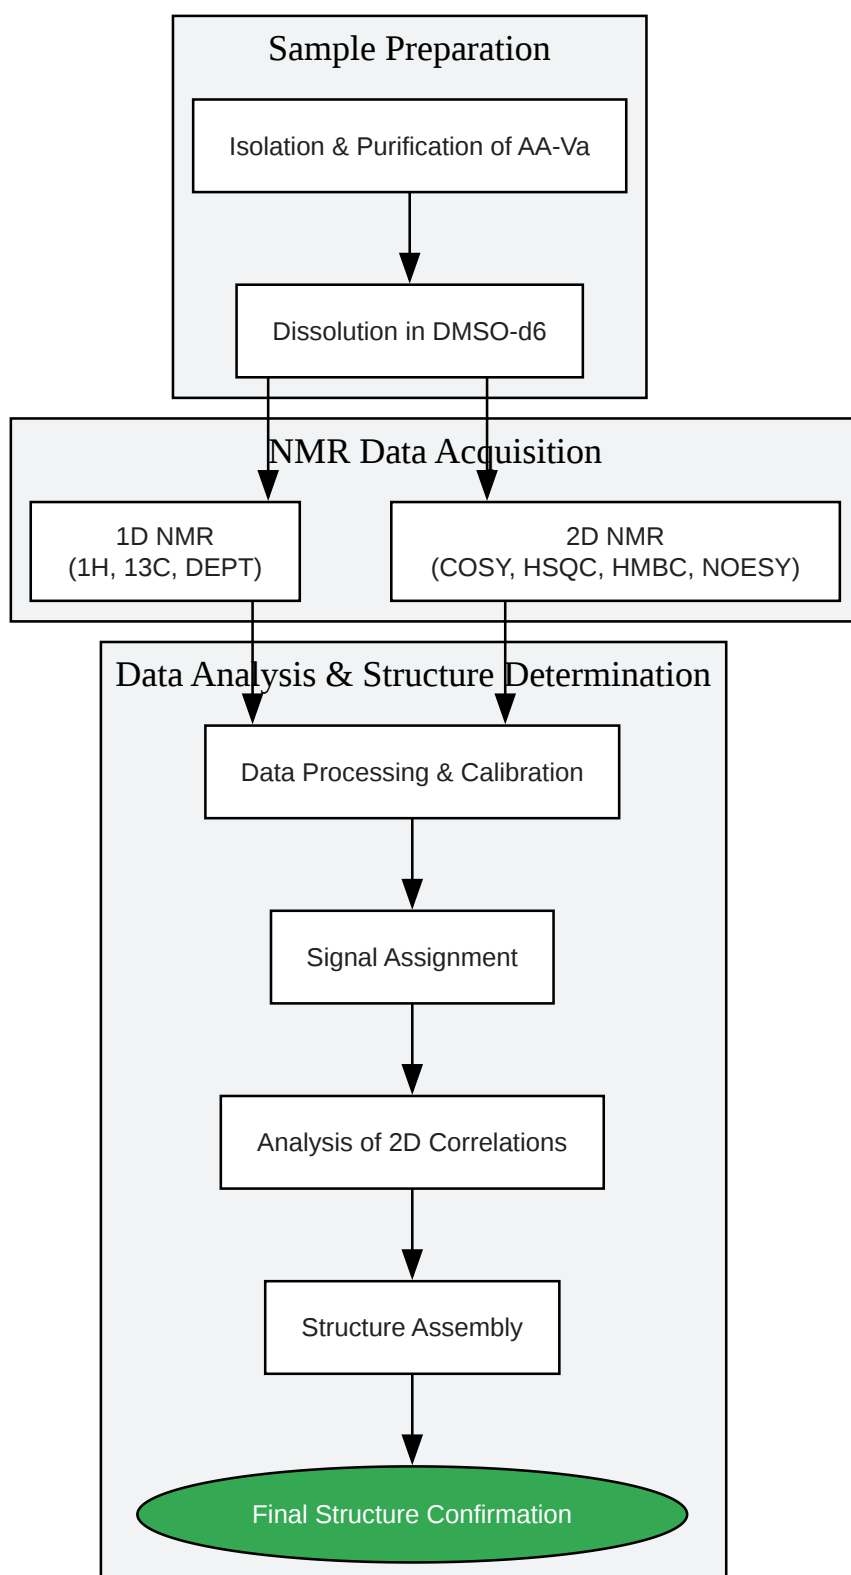 Sample Preparation
Isolation & Purification of AA-Va
Dissolution in DMSO-d6
NMR Data Acquisition
1D NMR
(1H, 13C, DEPT)
2D NMR
(COSY, HSQC, HMBC, NOESY)
Data Analysis & Structure Determination
Data Processing & Calibration
Signal Assignment
Analysis of 2D Correlations
Structure Assembly
Final Structure Confirmation